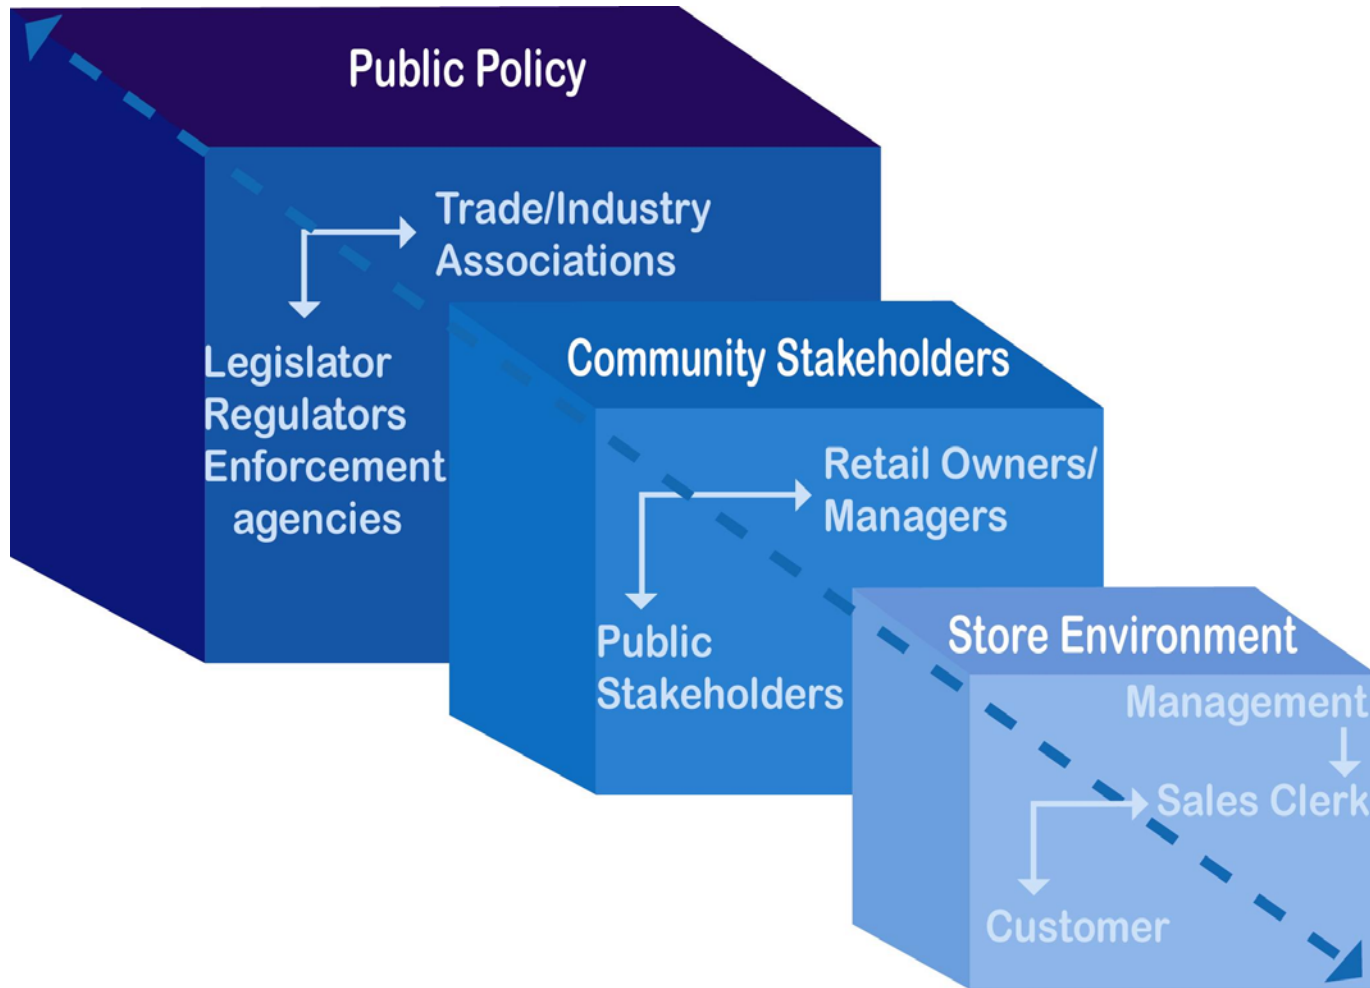 Public Policy
Trade/Industry
Associations
Legislator
Regulators
Enforcement
agencies
Community Stakeholders
Retail Owners/
Managers
Public
Stakeholders
Store Environment
Management
Sales Clerk
Customer